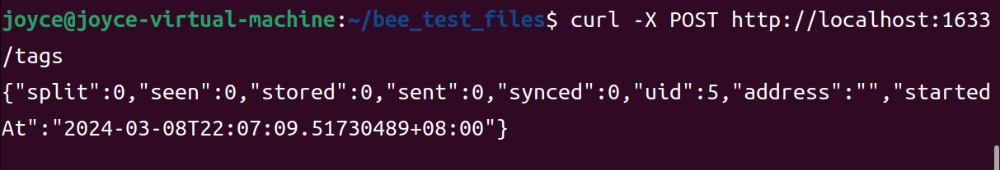 joyce@joyce-virtual-machine:~/bee_test_files$ curl -X POST http://localhost:1633
/tags
{"split":0,"seen":0,"stored":0,"sent":0,"synced":0,"uid":5,"address":"","started
At":"2024-03-08T22:07:09.51730489+08:00"}